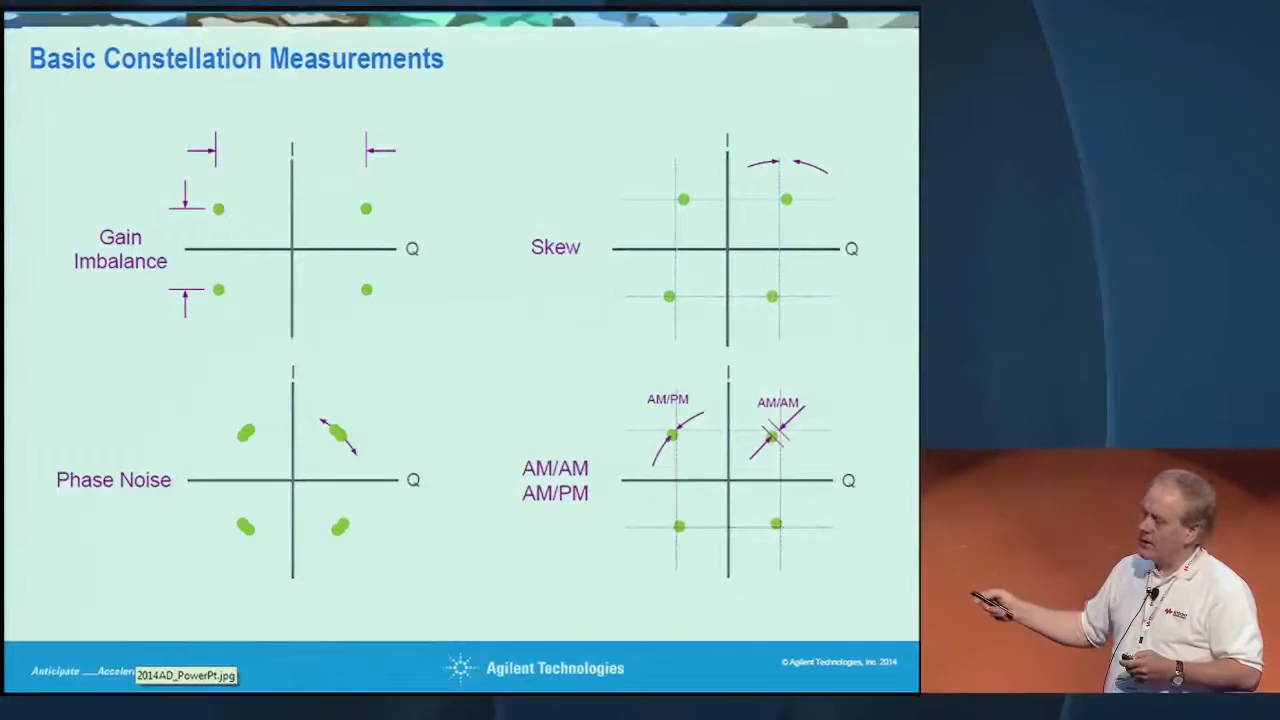 Basic Constellation Measurements
I
Q
Gain
Imbalance
I
Q
Skew
I
Q
Phase Noise
I
Q
AM/PM
AM/AM
AM/AM
AM/PM
Anticipate __Acceler
2014AD_PowerPt.jpg
Agilent Technologies
© Agilent Technologies, Inc. 2014